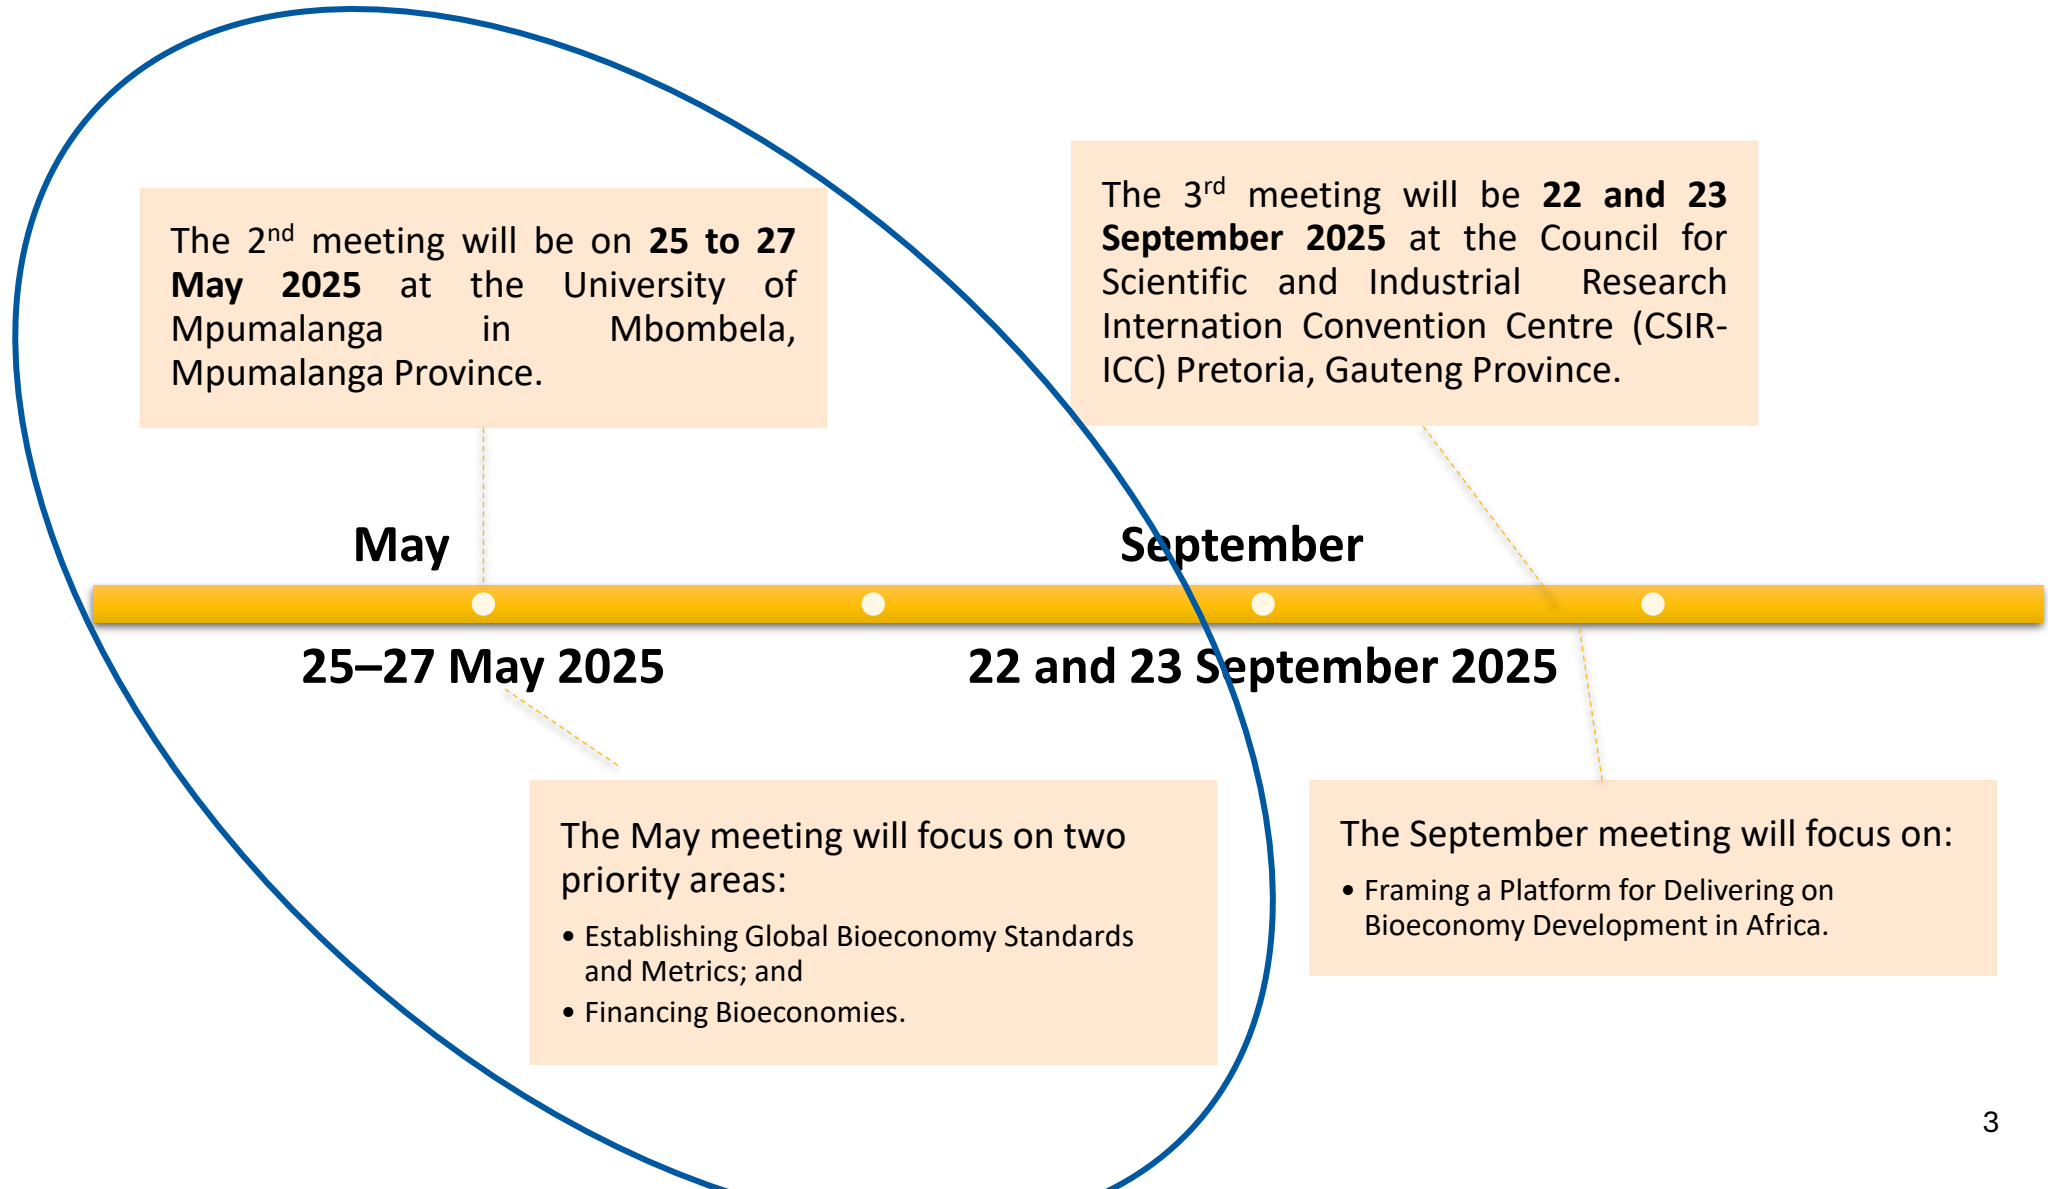 The 2nd meeting will be on 25 to 27
May 2025 at the University of
Mpumalanga in Mbombela,
Mpumalanga Province.
The 3rd meeting will be 22 and 23
September 2025 at the Council for
Scientific and Industrial Research
Internation Convention Centre (CSIR-
ICC) Pretoria, Gauteng Province.
May
September
25–27 May 2025
22 and 23 September 2025
The May meeting will focus on two
priority areas:
• Establishing Global Bioeconomy Standards
and Metrics; and
• Financing Bioeconomies.
The September meeting will focus on:
• Framing a Platform for Delivering on
Bioeconomy Development in Africa.
3